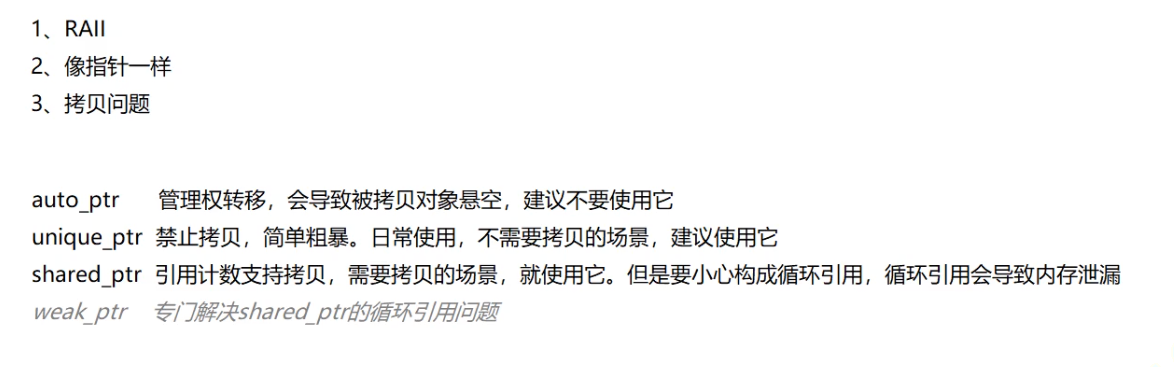 1、RAII
2、像指针一样
3、拷贝问题
auto_ptr 管理权转移，会导致被拷贝对象悬空，建议不要使用它
unique_ptr 禁止拷贝，简单粗暴。日常使用，不需要拷贝的场景，建议使用它
shared_ptr 引用计数支持拷贝，需要拷贝的场景，就使用它。但是要小心构成循环引用，循环引用会导致内存泄漏
weak_ptr 专门解决shared_ptr的循环引用问题